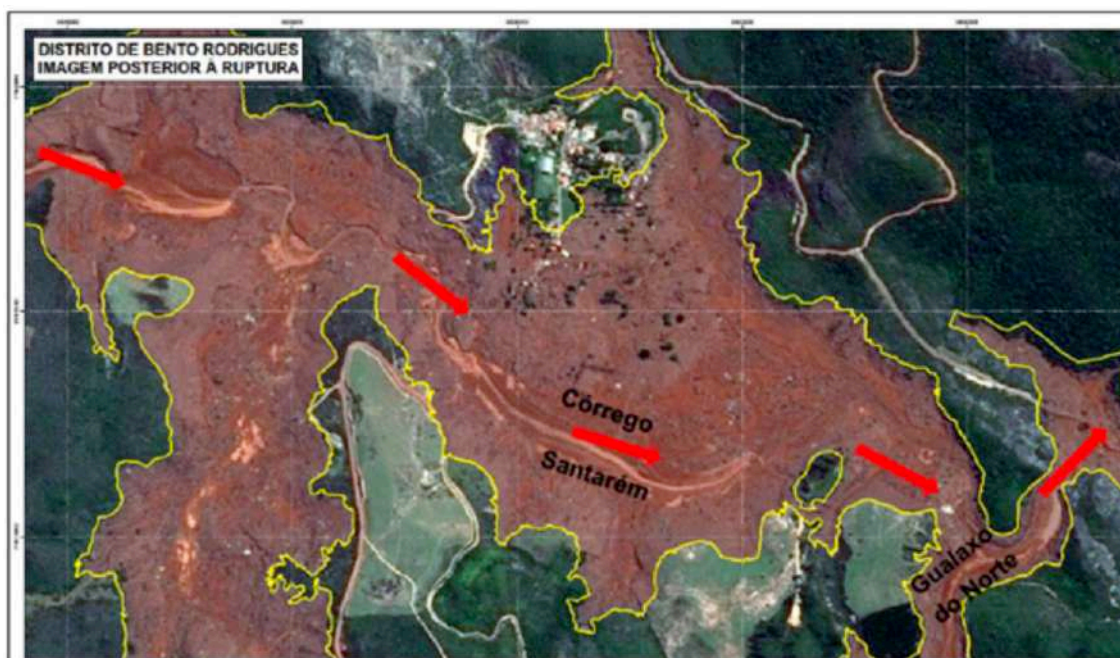 DISTRITO DE BENTO RODRIGUES
IMAGEM POSTERIOR À RUPTURA
Córrego
Santarém
Gualaxo
do Norte